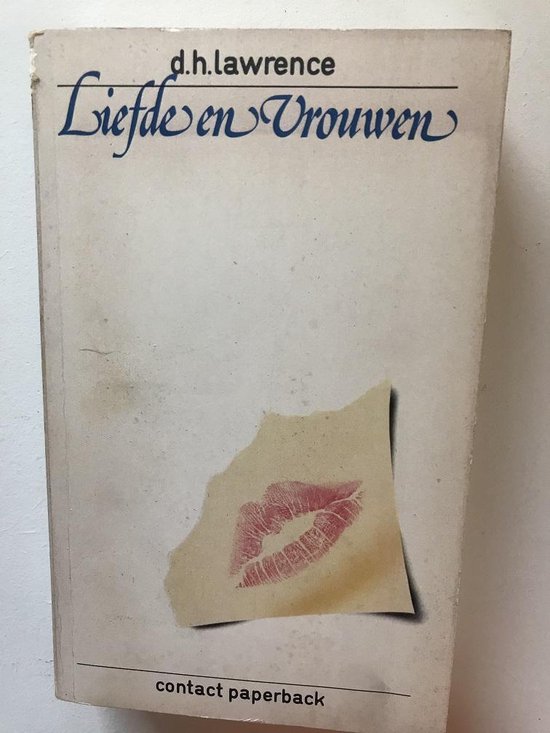 d.h.lawrence
Liefde en Vrouwen
contact paperback